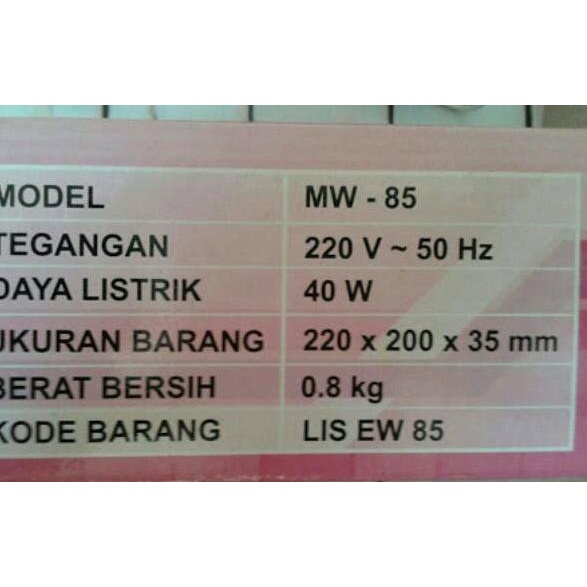 MODEL MW - 85
TEGANGAN 220 V ~ 50 Hz
DAYA LISTRIK 40 W
UKURAN BARANG 220 x 200 x 35 mm
BERAT BERSIH 0.8 kg
KODE BARANG LIS EW 85